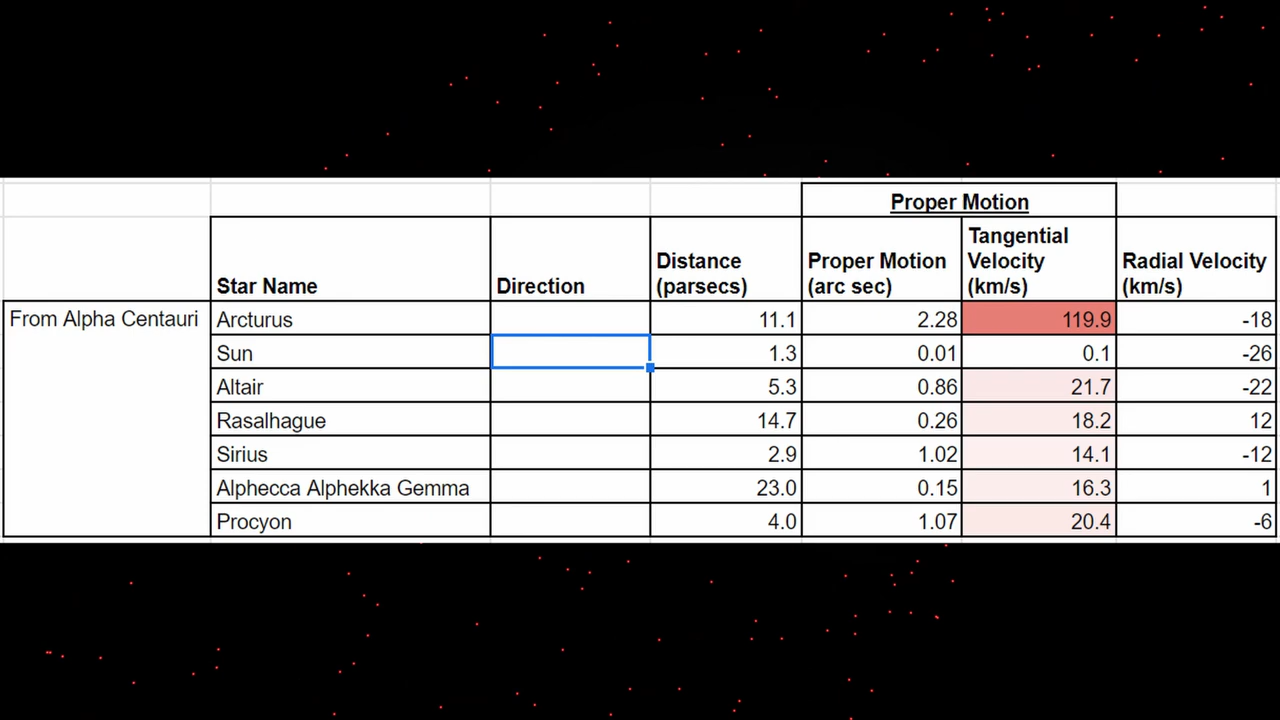 Proper Motion
Star Name Direction Distance (parsecs) Proper Motion (arc sec) Tangential Velocity (km/s) Radial Velocity (km/s)
From Alpha Centauri Arcturus 11.1 2.28 119.9 -18
Sun 1.3 0.01 0.1 -26
Altair 5.3 0.86 21.7 -22
Rasalhague 14.7 0.26 18.2 12
Sirius 2.9 1.02 14.1 -12
Alphecca Alphekka Gemma 23.0 0.15 16.3 1
Procyon 4.0 1.07 20.4 -6